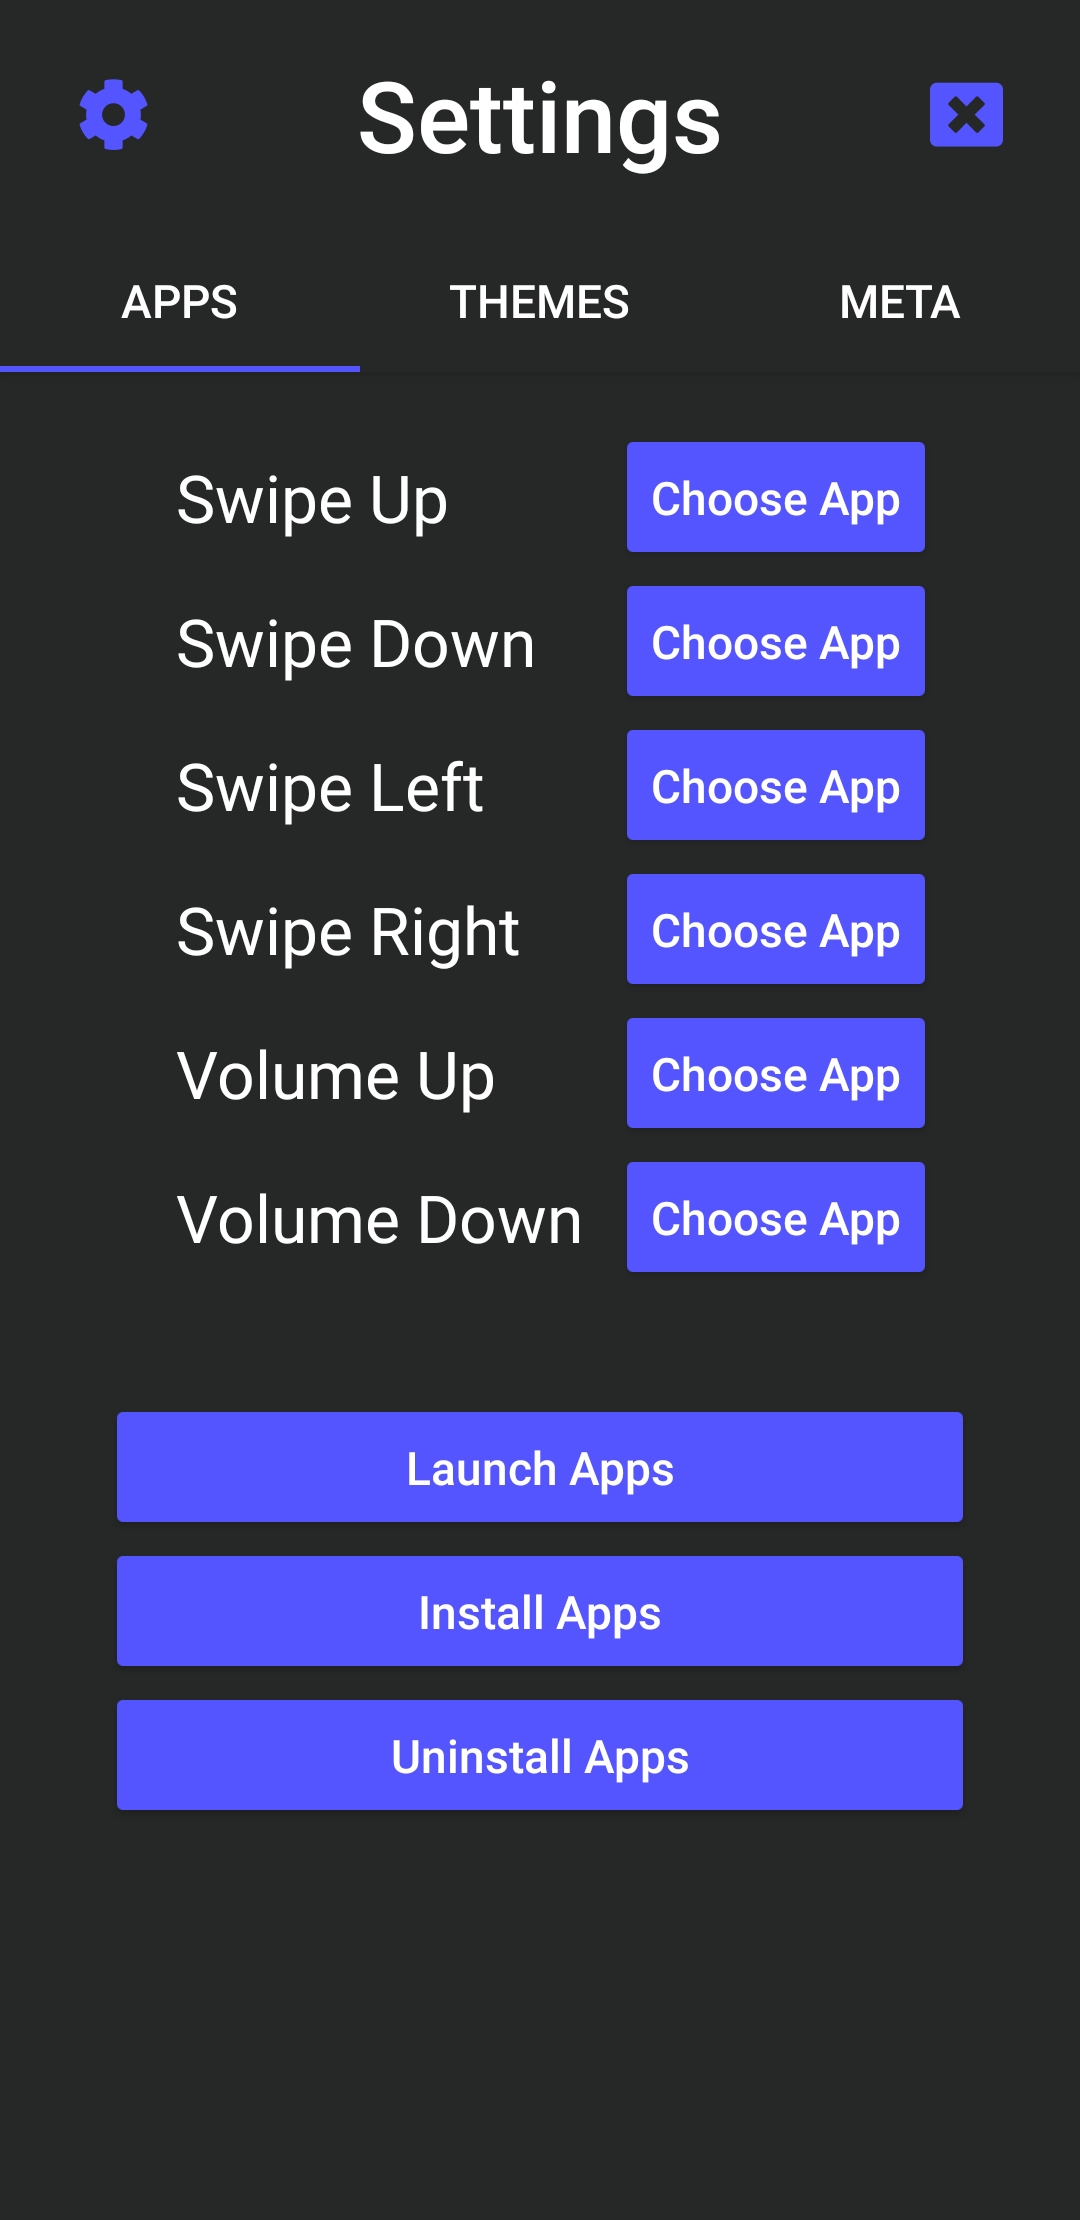 Settings
APPS THEMES META
Swipe Up Choose App
Swipe Down Choose App
Swipe Left Choose App
Swipe Right Choose App
Volume Up Choose App
Volume Down Choose App
Launch Apps
Install Apps
Uninstall Apps